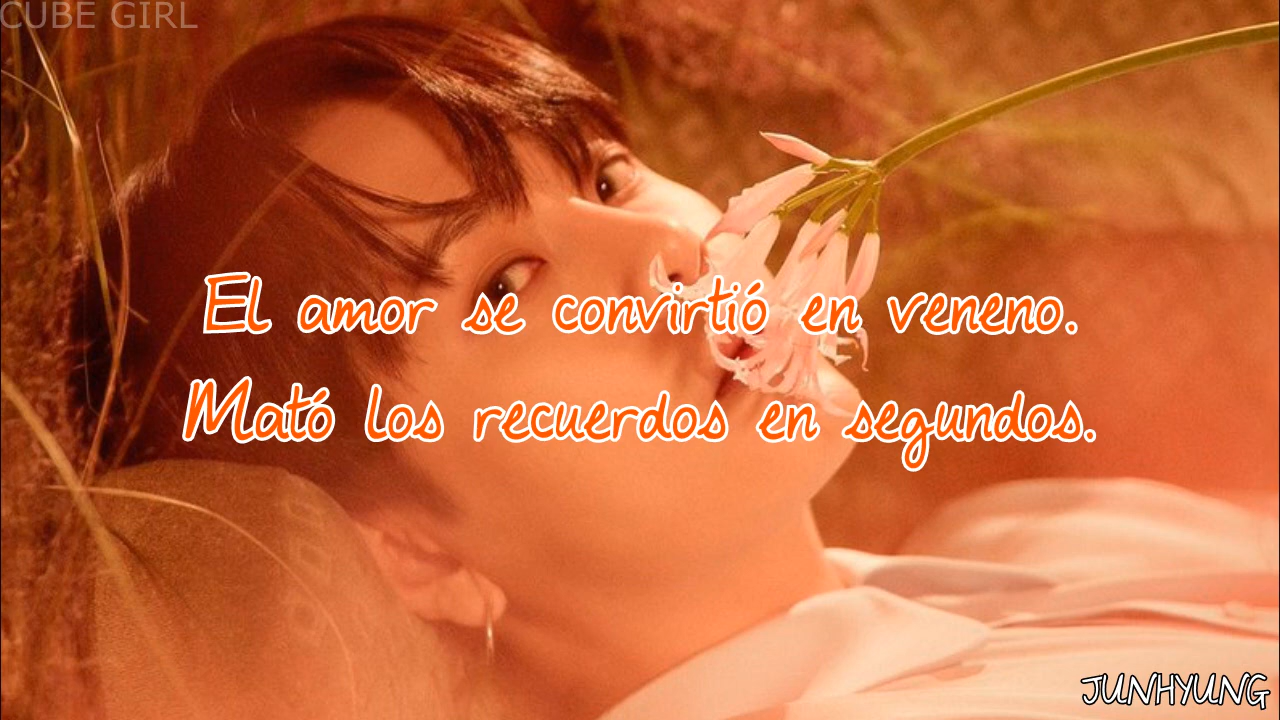 CUBE GIRL
El amor se convirtió en veneno.
Mató los recuerdos en segundos.
JUNHYUNG